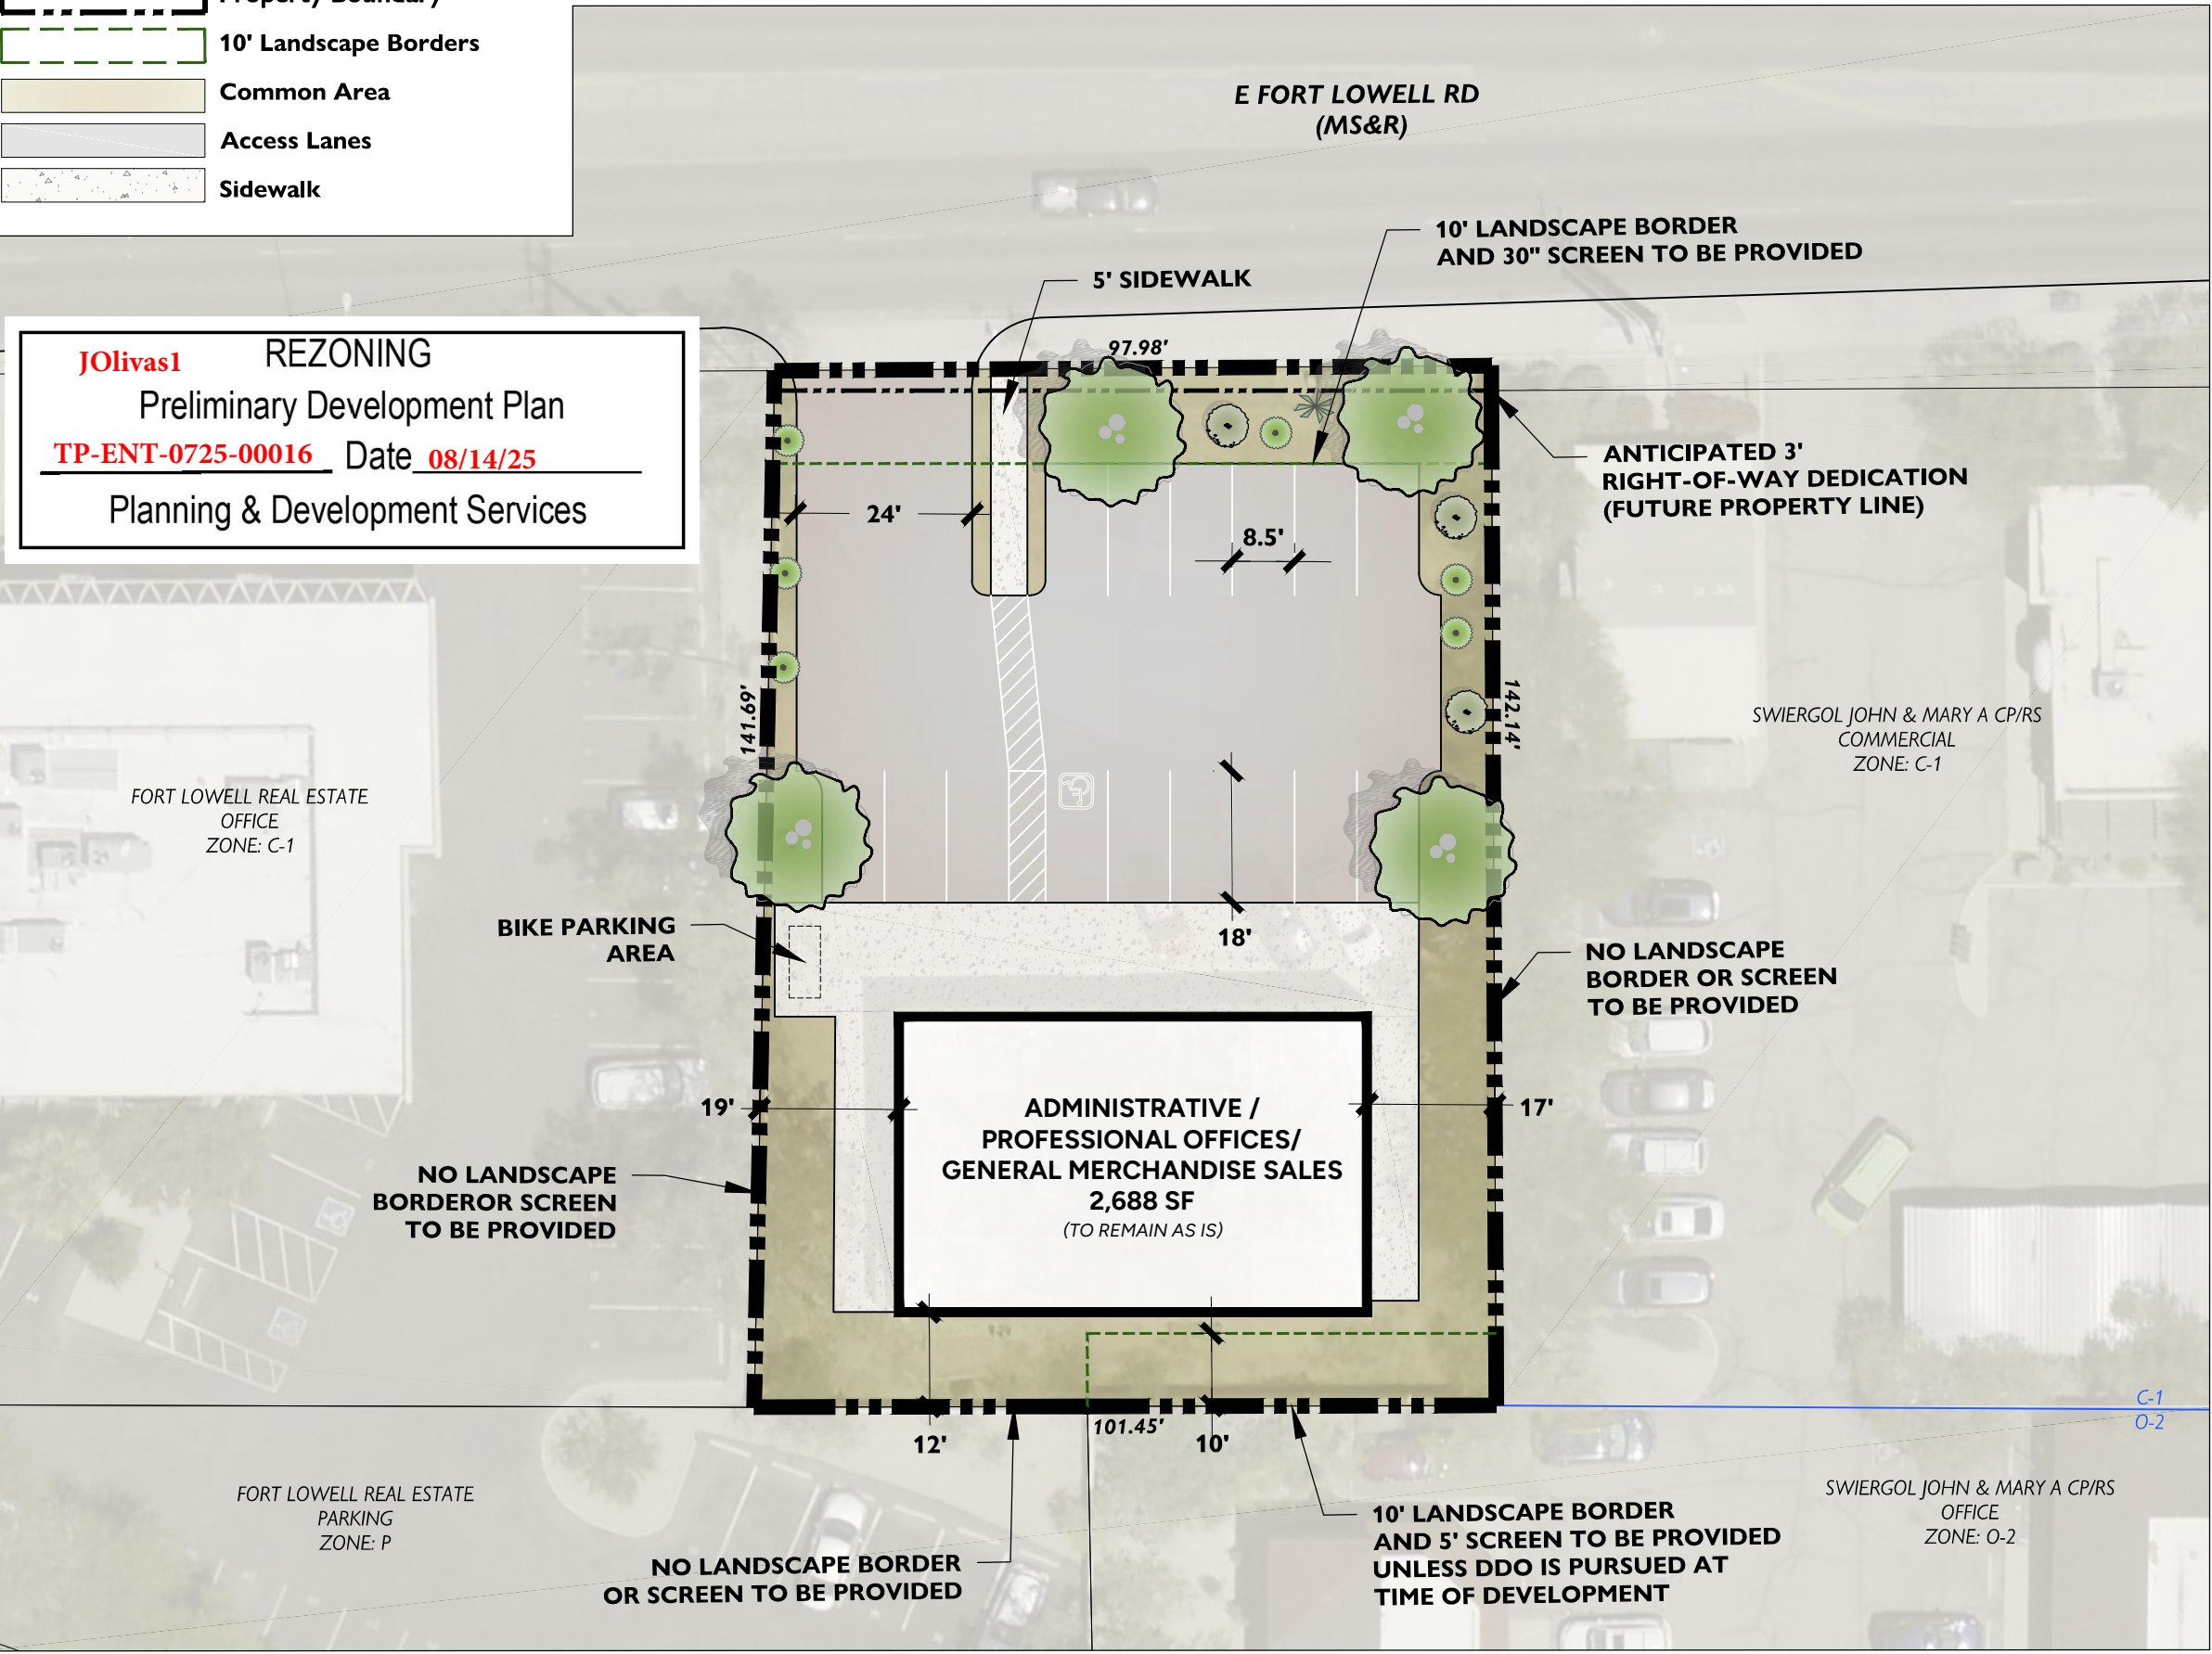 Property Boundary
10' Landscape Borders
Common Area
Access Lanes
Sidewalk
E FORT LOWELL RD
(MS&R)
10' LANDSCAPE BORDER
AND 30" SCREEN TO BE PROVIDED
5' SIDEWALK
97.98'
JOlivas1
REZONING
Preliminary Development Plan
TP-ENT-0725-00016 Date 08/14/25
Planning & Development Services
ANTICIPATED 3'
RIGHT-OF-WAY DEDICATION
(FUTURE PROPERTY LINE)
24'
8.5'
141.69'
142.14'
SWIERGOL JOHN & MARY A CP/RS
COMMERCIAL
ZONE: C-1
FORT LOWELL REAL ESTATE
OFFICE
ZONE: C-1
BIKE PARKING
AREA
18'
NO LANDSCAPE
BORDER OR SCREEN
TO BE PROVIDED
19'
17'
ADMINISTRATIVE /
PROFESSIONAL OFFICES/
GENERAL MERCHANDISE SALES
2,688 SF
(TO REMAIN AS IS)
NO LANDSCAPE
BORDEROR SCREEN
TO BE PROVIDED
C-1
O-2
101.45'
12'
10'
FORT LOWELL REAL ESTATE
PARKING
ZONE: P
NO LANDSCAPE BORDER
OR SCREEN TO BE PROVIDED
10' LANDSCAPE BORDER
AND 5' SCREEN TO BE PROVIDED
UNLESS DDO IS PURSUED AT
TIME OF DEVELOPMENT
SWIERGOL JOHN & MARY A CP/RS
OFFICE
ZONE: O-2